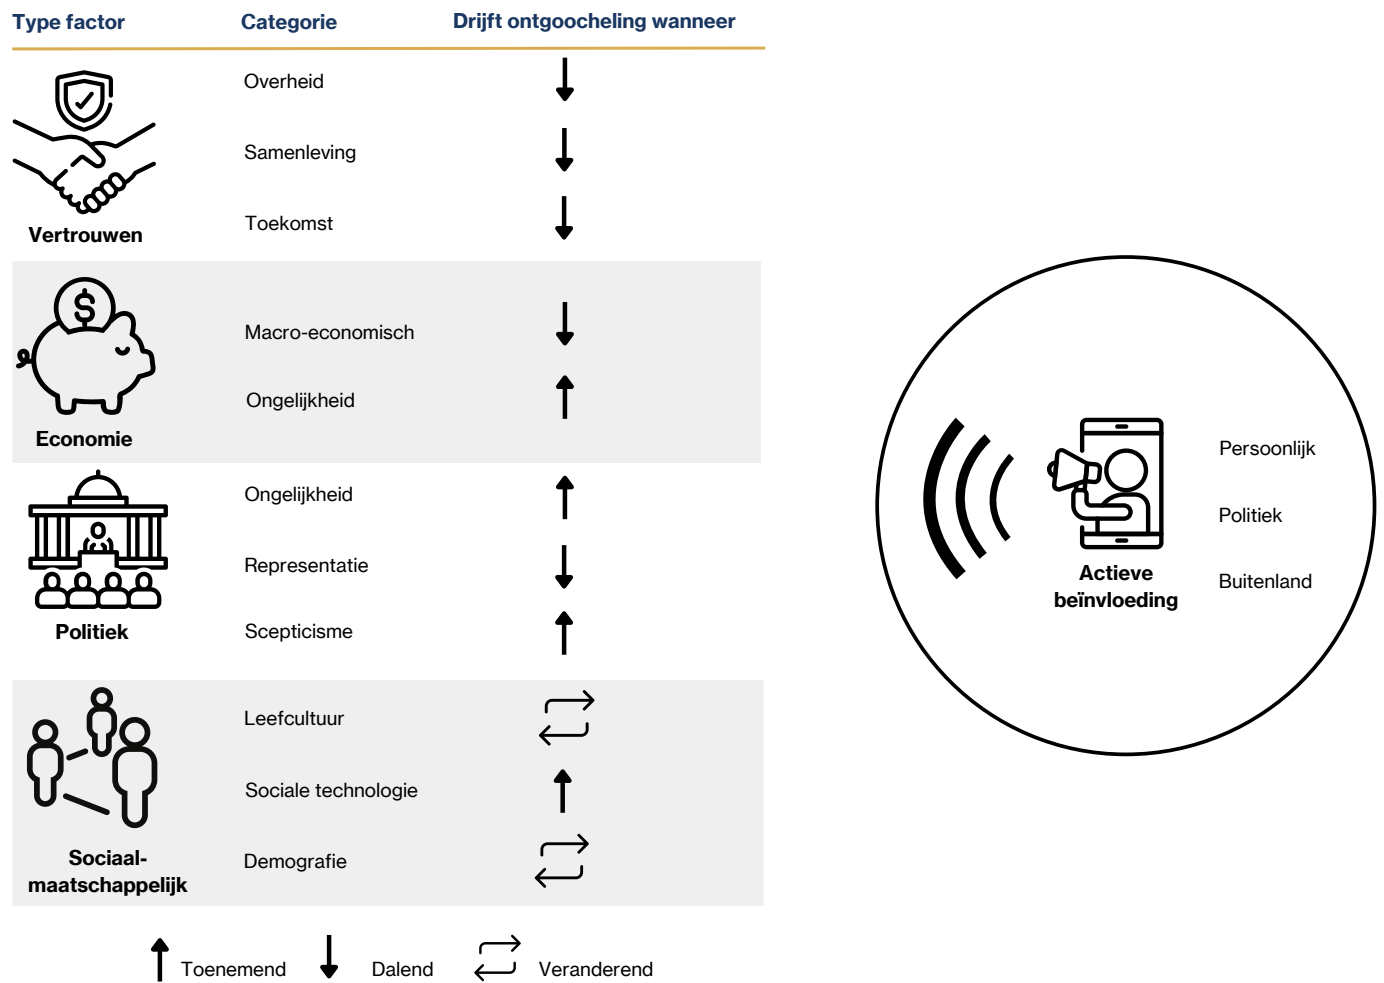 Type factor
Categorie
Drijft ontgoocheling wanneer
Overheid
Samenleving
Toekomst
Vertrouwen
$
Macro-economisch
Ongelijkheid
Economie
Ongelijkheid
Representatie
Scepticisme
Politiek
Leefcultuur
Sociale technologie
Demografie
Sociaal-
maatschappelijk
Toenemend
Dalend
Veranderend
Actieve
beïnvloeding
Persoonlijk
Politiek
Buitenland